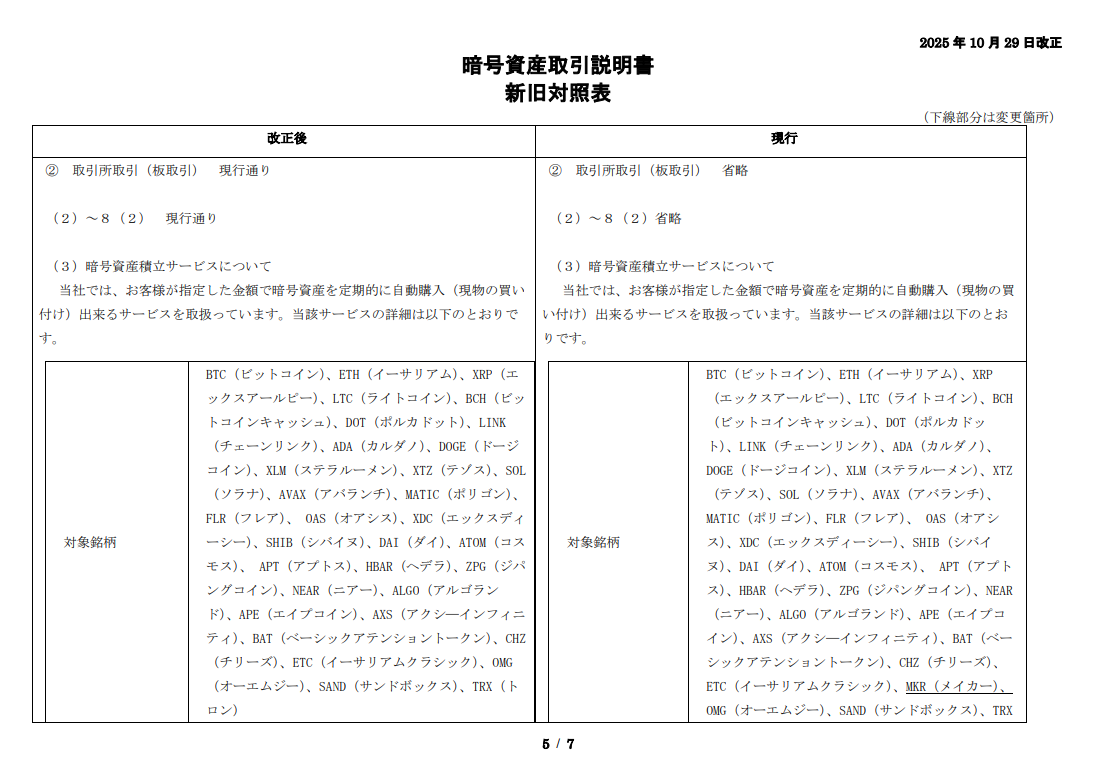 2025 年 10 月 29 日改正
暗号資産取引説明書
新旧対照表
（下線部分は変更箇所）
改正後
② 取引所取引（板取引） 現行通り
（２）～８（２） 現行通り
（３）暗号資産積立サービスについて
当社では、お客様が指定した金額で暗号資産を定期的に自動購入（現物の買い
付け）出来るサービスを取扱っています。当該サービスの詳細は以下のとおりで
す。
対象銘柄
BTC（ビットコイン）、ETH（イーサリアム）、XRP（エ
ックスアールピー）、LTC（ライトコイン）、BCH（ビッ
トコインキャッシュ）、DOT（ポルカドット）、LINK
（チェーンリンク）、ADA（カルダノ）、DOGE（ドージ
コイン）、XLM（ステラルーメン）、XTZ（テゾス）、SOL
（ソラナ）、AVAX（アバランチ）、MATIC（ポリゴン）、
FLR（フレア）、 OAS（オアシス）、XDC（エックスディ
ーシー）、SHIB（シバイヌ）、DAI（ダイ）、ATOM（コス
モス）、 APT（アプトス）、HBAR（ヘデラ）、ZPG（ジパ
ングコイン）、NEAR（ニアー）、ALGO（アルゴラン
ド）、APE（エイプコイン）、AXS（アクシーインフィニ
ティ）、BAT（ベーシックアテンショントークン）、CHZ
（チリーズ）、ETC（イーサリアムクラシック）、OMG
（オーエムジー）、SAND（サンドボックス）、TRX（ト
ロン）
現行
② 取引所取引（板取引） 省略
（２）～８（２）省略
（３）暗号資産積立サービスについて
当社では、お客様が指定した金額で暗号資産を定期的に自動購入（現物の買
い付け）出来るサービスを取扱っています。当該サービスの詳細は以下のとお
りです。
対象銘柄
BTC（ビットコイン）、ETH（イーサリアム）、XRP
（エックスアールピー）、LTC（ライトコイン）、BCH
（ビットコインキャッシュ）、DOT（ポルカドッ
ト）、LINK（チェーンリンク）、ADA（カルダノ）、
DOGE（ドージコイン）、XLM（ステラルーメン）、XTZ
（テゾス）、SOL（ソラナ）、AVAX（アバランチ）、
MATIC（ポリゴン）、FLR（フレア）、 OAS（オアシ
ス）、XDC（エックスディーシー）、SHIB（シバイ
ヌ）、DAI（ダイ）、ATOM（コスモス）、 APT（アプト
ス）、HBAR（ヘデラ）、ZPG（ジパングコイン）、NEAR
（ニアー）、ALGO（アルゴランド）、APE（エイプコ
イン）、AXS（アクシーインフィニティ）、BAT（ベー
シックアテンショントークン）、CHZ（チリーズ）、
ETC（イーサリアムクラシック）、MKR（メイカー）、
OMG（オーエムジー）、SAND（サンドボックス）、TRX
5 / 7